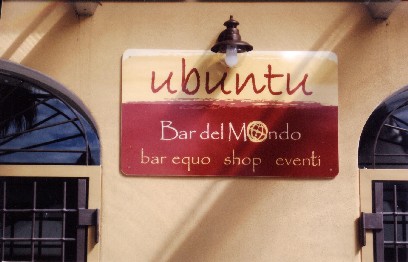 ubuntu
Bar del Mondo
bar equo shop eventi